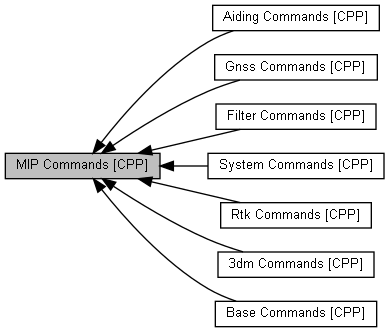 Aiding Commands [CPP]
Gnss Commands [CPP]
Filter Commands [CPP]
MIP Commands [CPP]
System Commands [CPP]
Rtk Commands [CPP]
3dm Commands [CPP]
Base Commands [CPP]